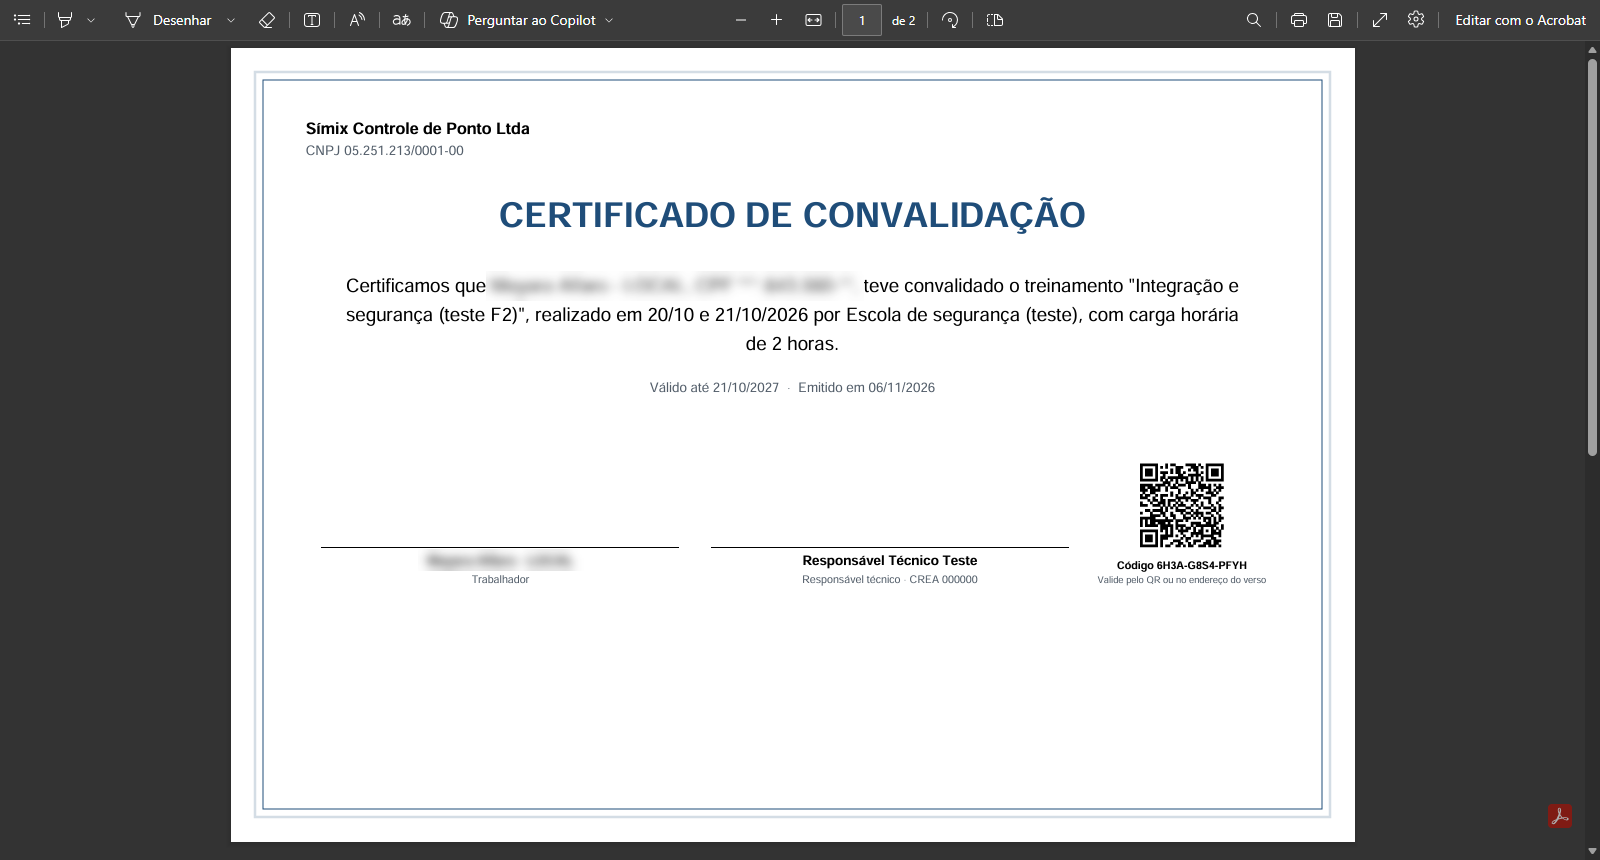 Desenhar
Perguntar ao Copilot
1 de 2
Editar com o Acrobat
Símix Controle de Ponto Ltda
CNPJ 05.251.213/0001-00
CERTIFICADO DE CONVALIDAÇÃO
Certificamos que teve convalidado o treinamento "Integração e
segurança (teste F2)", realizado em 20/10 e 21/10/2026 por Escola de segurança (teste), com carga horária
de 2 horas.
Válido até 21/10/2027 · Emitido em 06/11/2026
Trabalhador
Responsável Técnico Teste
Responsável técnico · CREA 000000
Código 6H3A-G8S4-PFYH
Valide pelo QR ou no endereço do verso